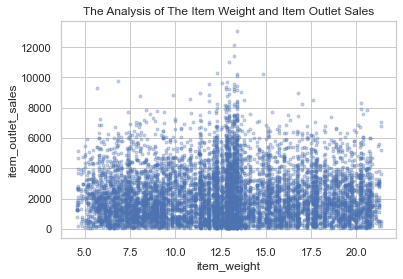 The Analysis of The Item Weight and Item Outlet Sales
12000
10000
8000
6000
4000
2000
0
item_outlet_sales
5.0 7.5 10.0 12.5 15.0 17.5 20.0
item_weight